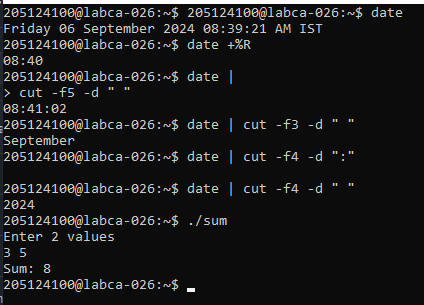 205124100@labca-026:~$ 205124100@labca-026:~$ date
Friday 06 September 2024 08:39:21 AM IST
205124100@labca-026:~$ date +%R
08:40
205124100@labca-026:~$ date |
> cut -f5 -d " "
08:41:02
205124100@labca-026:~$ date | cut -f3 -d " "
September
205124100@labca-026:~$ date | cut -f4 -d ":"

205124100@labca-026:~$ date | cut -f4 -d " "
2024
205124100@labca-026:~$ ./sum
Enter 2 values
3 5
Sum: 8
205124100@labca-026:~$